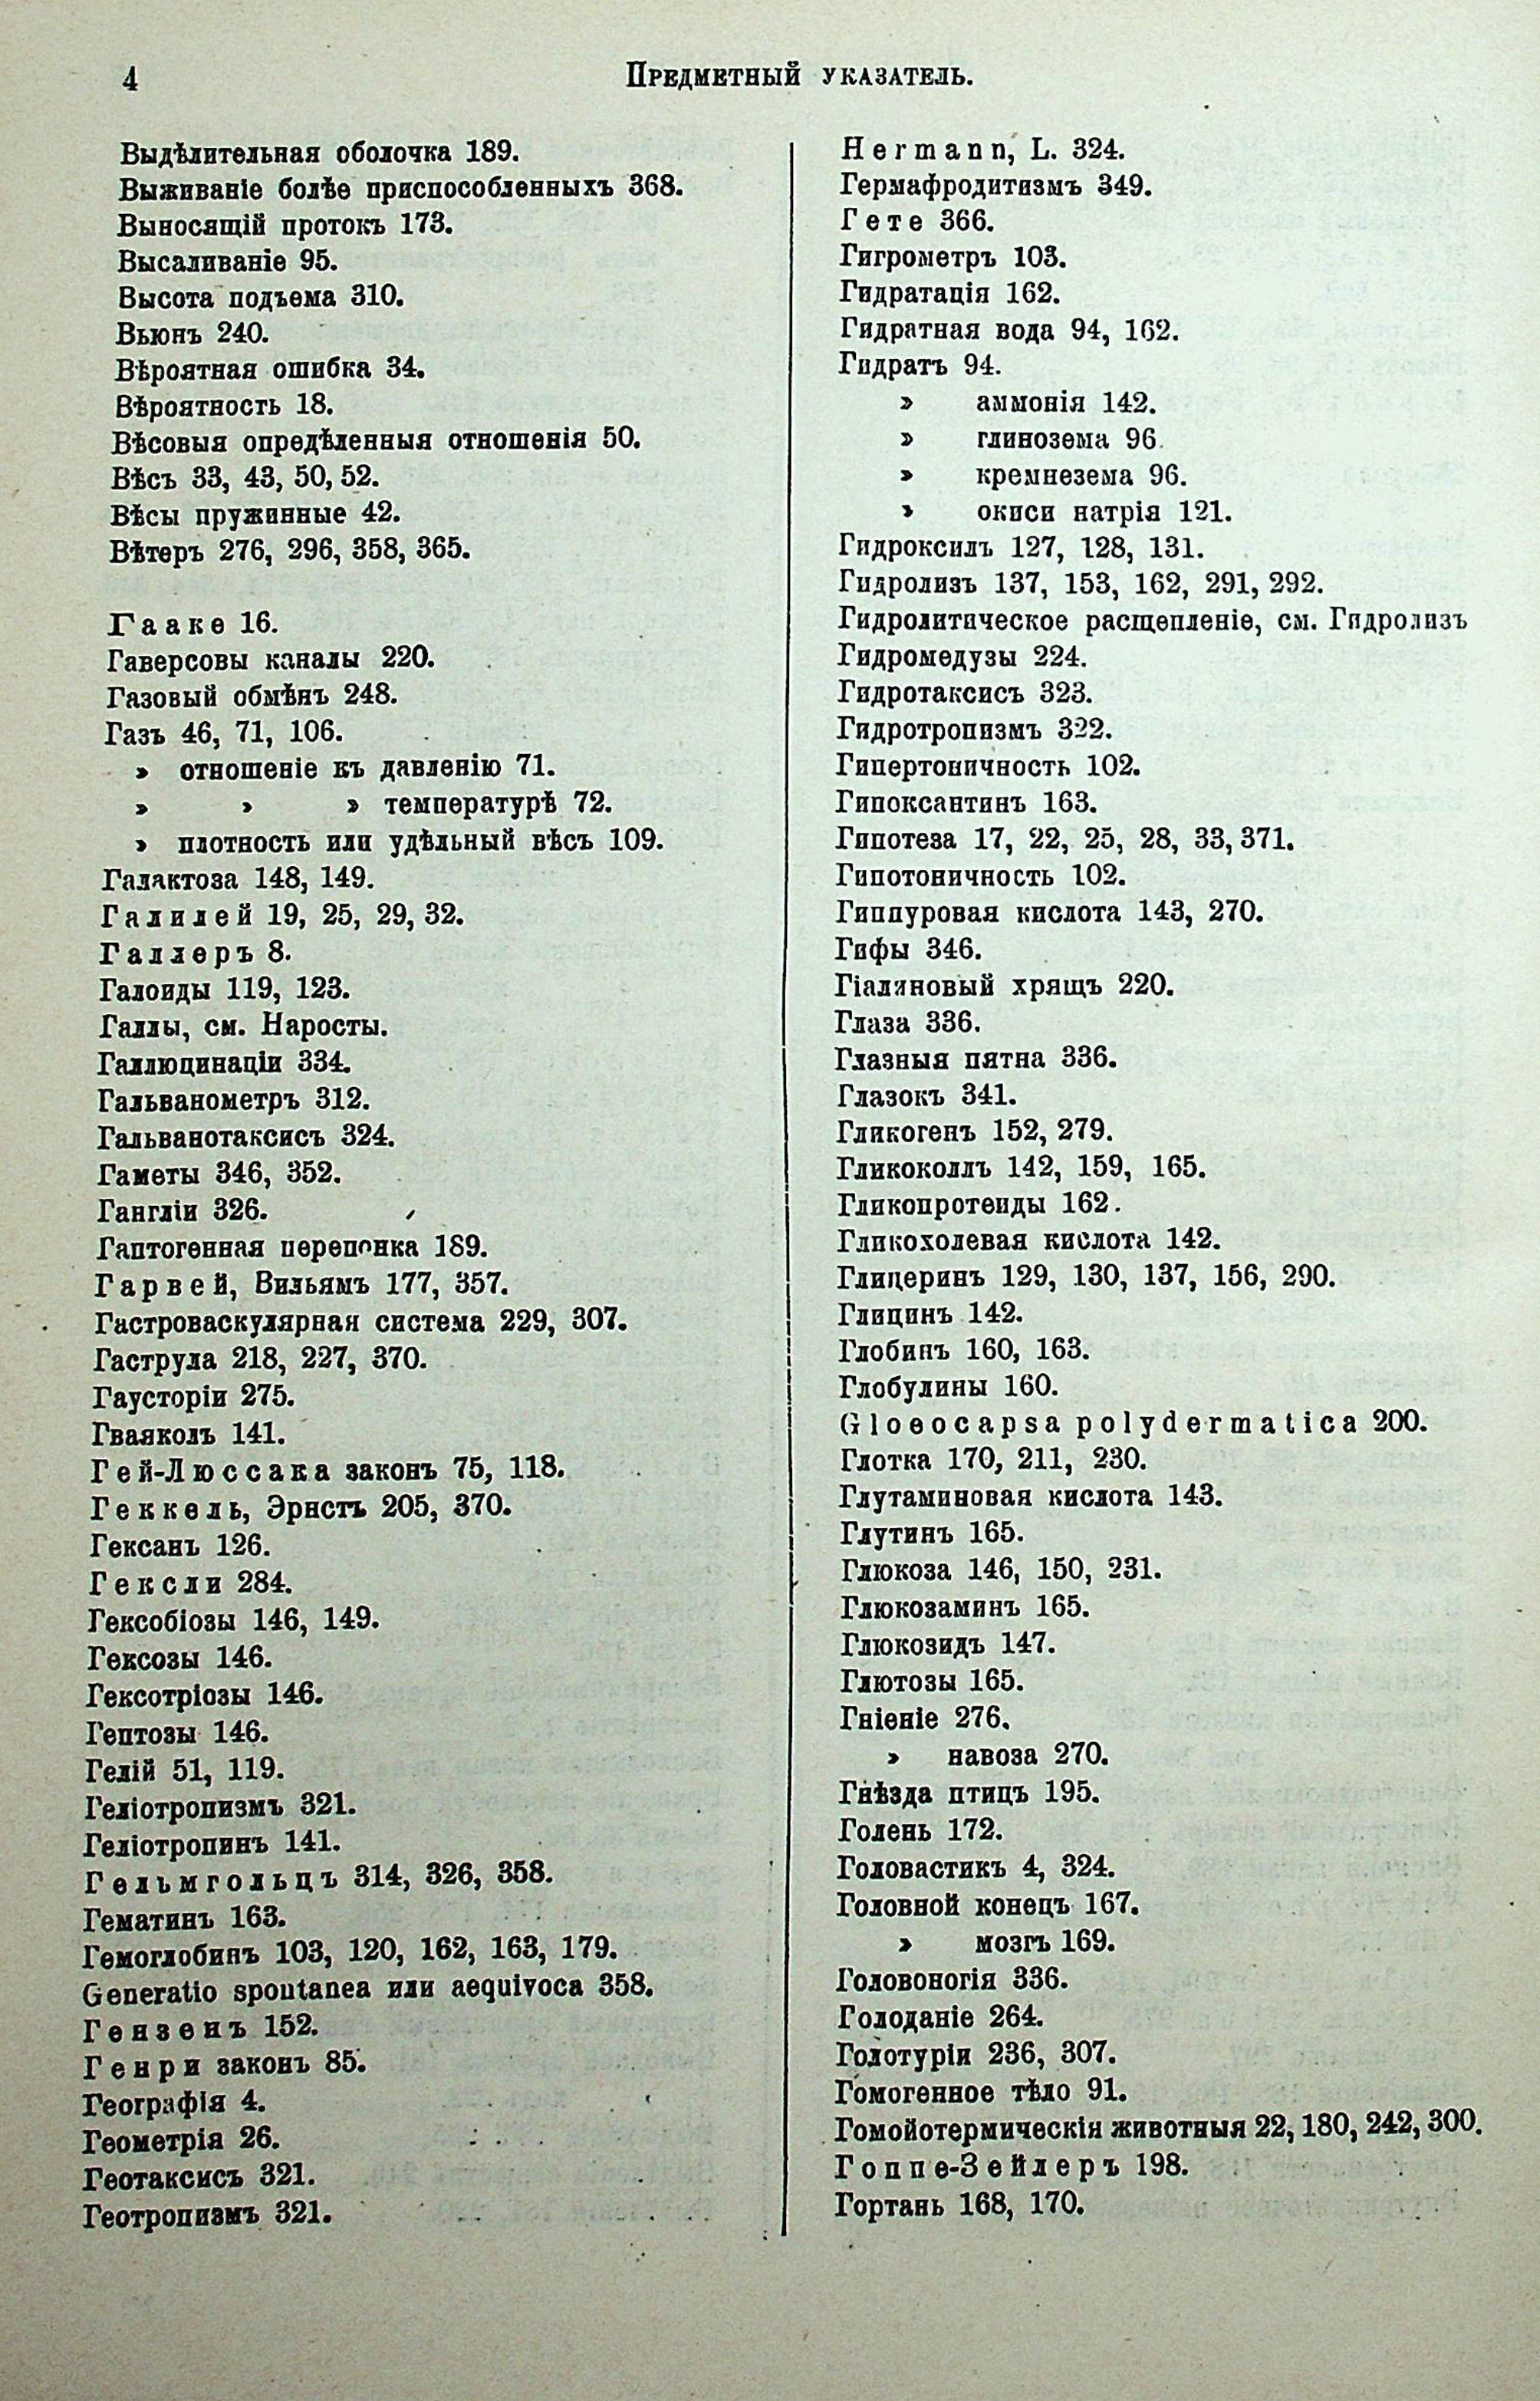 4
Предметный указатель.
Выдѣлительная оболочка 189.
Выживаніе болѣе приспособленныхъ 368.
Выносящій протокъ 173.
Высаливаніе 95.
Высота подъема 310.
Вьюнъ 240.
Вѣроятная ошибка 34.
Вѣроятность 18.
Вѣсовыя опредѣленныя отношенія 50.
Вѣсъ 33, 43, 50, 52.
Вѣсы пружинные 42.
Вѣтеръ 276, 296, 358, 365.
Гааке 16.
Гаверсовы каналы 220.
Газовый обмѣнъ 248.
Газъ 46, 71, 106.
» отношеніе къ давленію 71.
» » » температурѣ 72.
» плотность или удѣльный вѣсъ 109.
Галактоза 148, 149.
Галилей 19, 25, 29, 32.
Галлеръ 8.
Галоиды 119, 123.
Галлы, см. Наросты.
Галлюцинаціи 334.
Гальванометръ 312.
Гальванотаксисъ 324.
Гаметы 346, 352.
Гангліи 326.
Гаптогенная перепонка 189.
Гарвей, Вильямъ 177, 357.
Гастроваскулярная система 229, 307.
Гаструла 218, 227, 370.
Гаусторіи 275.
Гваяколъ 141.
Гей-Люссака законъ 75, 118.
Геккель, Эрнстъ 205, 370.
Гексанъ 126.
Гексли 284.
Гексобіозы 146, 149.
Гексозы 146.
Гексотріозы 146.
Гептозы 146.
Гелій 51, 119.
Геліотропизмъ 321.
Геліотропинъ 141.
Гельмгольцъ 314, 326, 358.
Гематинъ 163.
Гемоглобинъ 103, 120, 162, 163, 179.
Generatio spontanea или aequivoca 358.
Гензенъ 152.
Генри законъ 85.
Географія 4.
Геометрія 26.
Геотаксисъ 321.
Геотропизмъ 321.
Hermann, L. 324.
Гермафродитизмъ 349.
Гете 366.
Гигрометръ 103.
Гидратація 162.
Гидратная вода 94, 162.
Гидратъ 94.
» аммонія 142.
» глинозема 96.
» кремнезема 96.
» окиси натрія 121.
Гидроксилъ 127, 128, 131.
Гидролизъ 137, 153, 162, 291, 292.
Гидролитическое расщепленіе, см. Гидролизъ
Гидромедузы 224.
Гидротаксисъ 323.
Гидротропизмъ 322.
Гипертоничность 102.
Гипоксантинъ 163.
Гипотеза 17, 22, 25, 28, 33, 371.
Гипотоничность 102.
Гиппуровая кислота 143, 270.
Гифы 346.
Гіалиновый хрящъ 220.
Глаза 336.
Глазныя пятна 336.
Глазокъ 341.
Гликогенъ 152, 279.
Гликоколлъ 142, 159, 165.
Гликопротеиды 162.
Гликохолевая кислота 142.
Глицеринъ 129, 130, 137, 156, 290.
Глицинъ 142.
Глобинъ 160, 163.
Глобулины 160.
Gloeocapsa polydermatica 200.
Глотка 170, 211, 230.
Глутаминовая кислота 143.
Глутинъ 165.
Глюкоза 146, 150, 231.
Глюкозаминъ 165.
Глюкозидъ 147.
Глютозы 165.
Гніеніе 276.
» навоза 270.
Гнѣзда птицъ 195.
Голень 172.
Головастикъ 4, 324.
Головной конецъ 167.
» мозгъ 169.
Головоногія 336.
Голоданіе 264.
Голотуріи 236, 307.
Гомогенное тѣло 91.
Гомойотермическія животныя 22, 180, 242, 300.
Гоппе-Зейлеръ 198.
Гортань 168, 170.